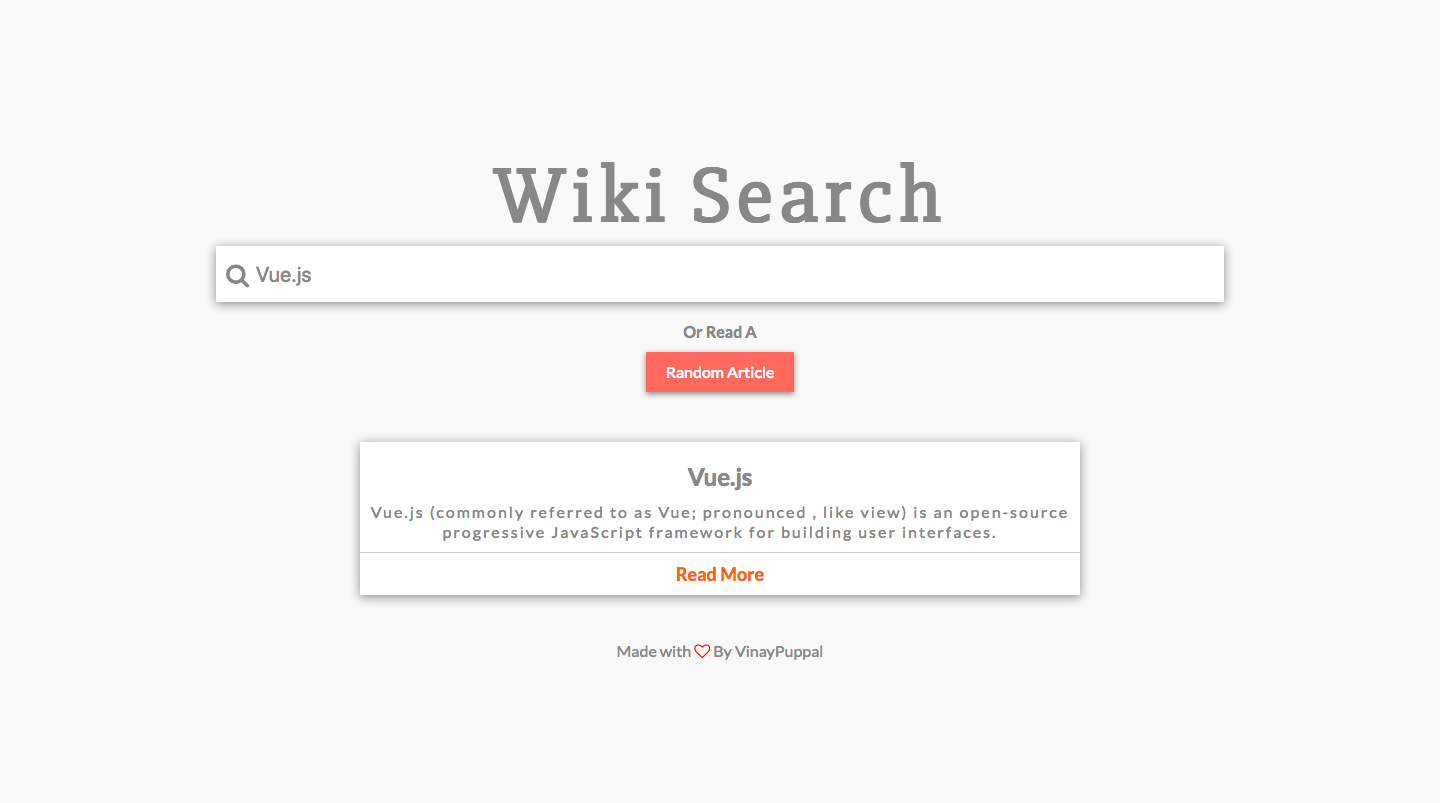 Wiki Search
Vue.js
Or Read A
Random Article
Vue.js
Vue.js (commonly referred to as Vue; pronounced , like view) is an open-source
progressive JavaScript framework for building user interfaces.
Read More
Made with By VinayPuppal